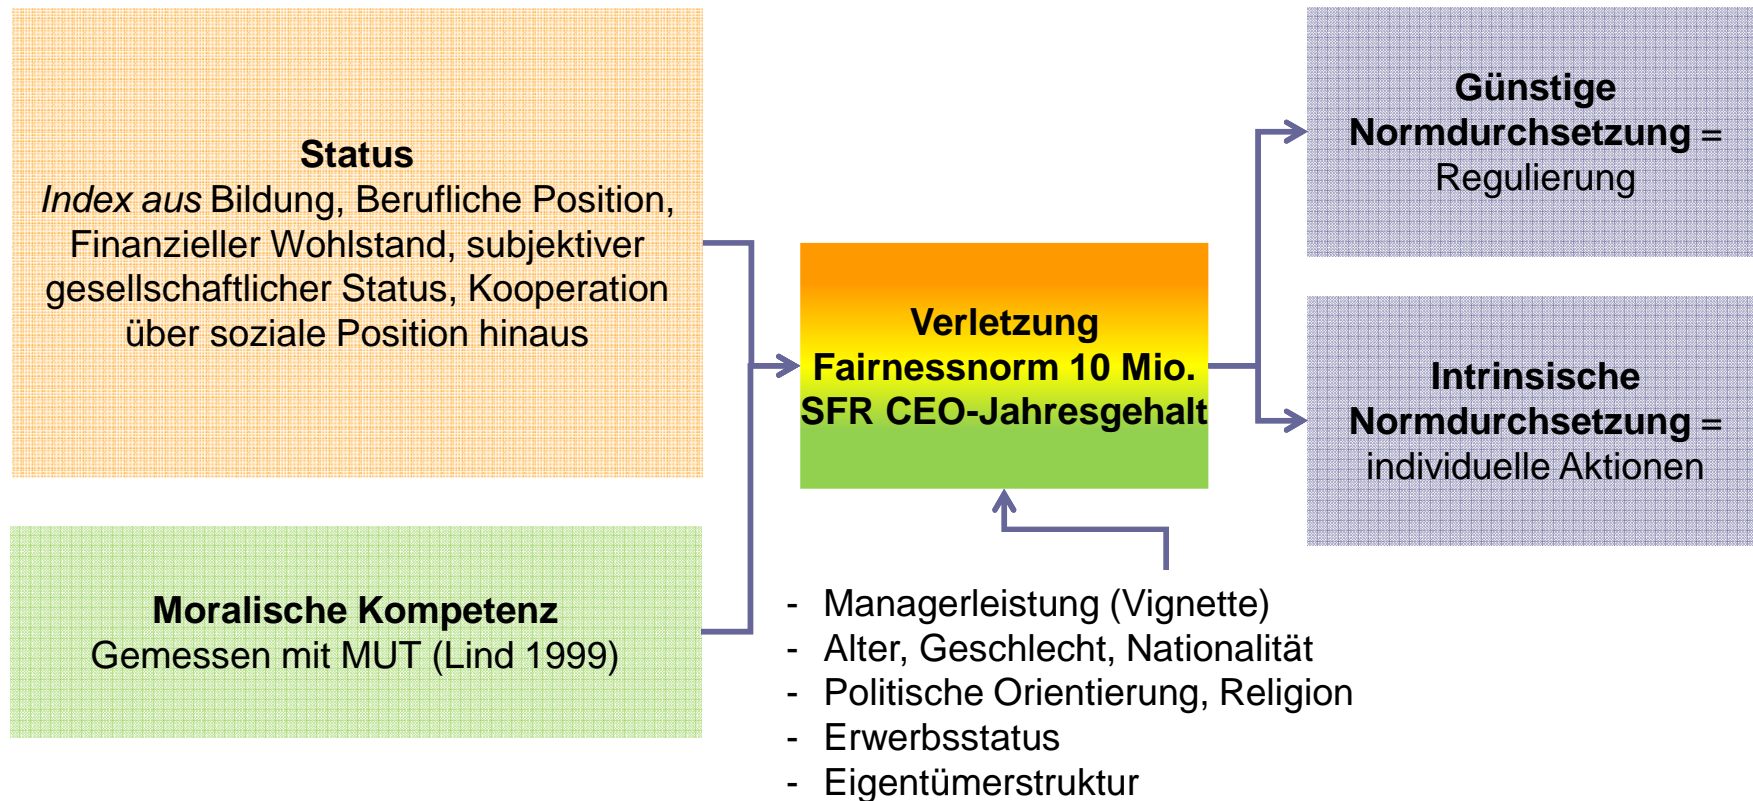 Status
Index aus Bildung, Berufliche Position,
Finanzieller Wohlstand, subjektiver
gesellschaftlicher Status, Kooperation
über soziale Position hinaus
Moralische Kompetenz
Gemessen mit MUT (Lind 1999)
Verletzung
Fairnessnorm 10 Mio.
SFR CEO-Jahresgehalt
- Managerleistung (Vignette)
- Alter, Geschlecht, Nationalität
- Politische Orientierung, Religion
- Erwerbsstatus
- Eigentümerstruktur
Günstige
Normdurchsetzung =
Regulierung
Intrinsische
Normdurchsetzung =
individuelle Aktionen